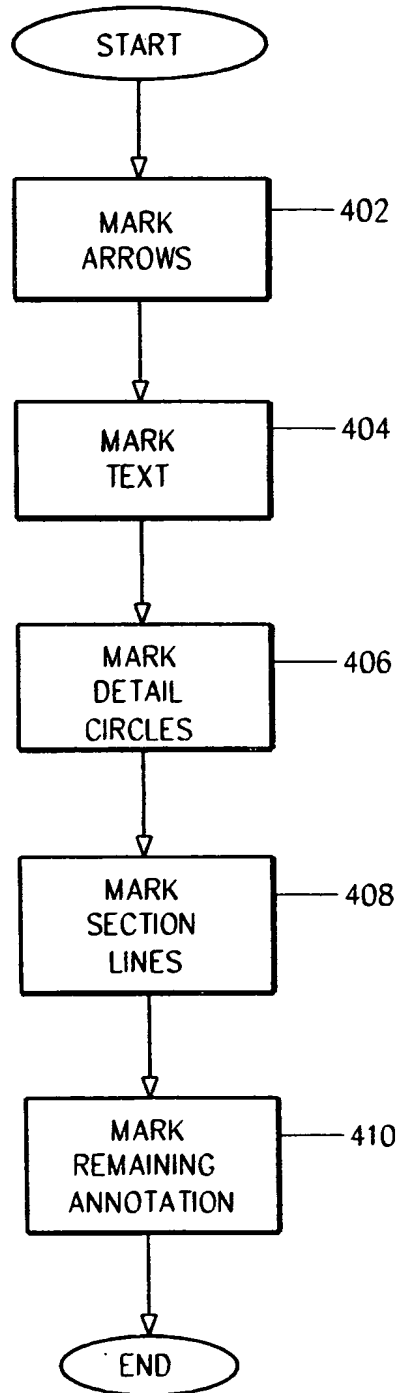 START
MARK
ARROWS
402
MARK
TEXT
404
MARK
DETAIL
CIRCLES
406
MARK
SECTION
LINES
408
MARK
REMAINING
ANNOTATION
410
END